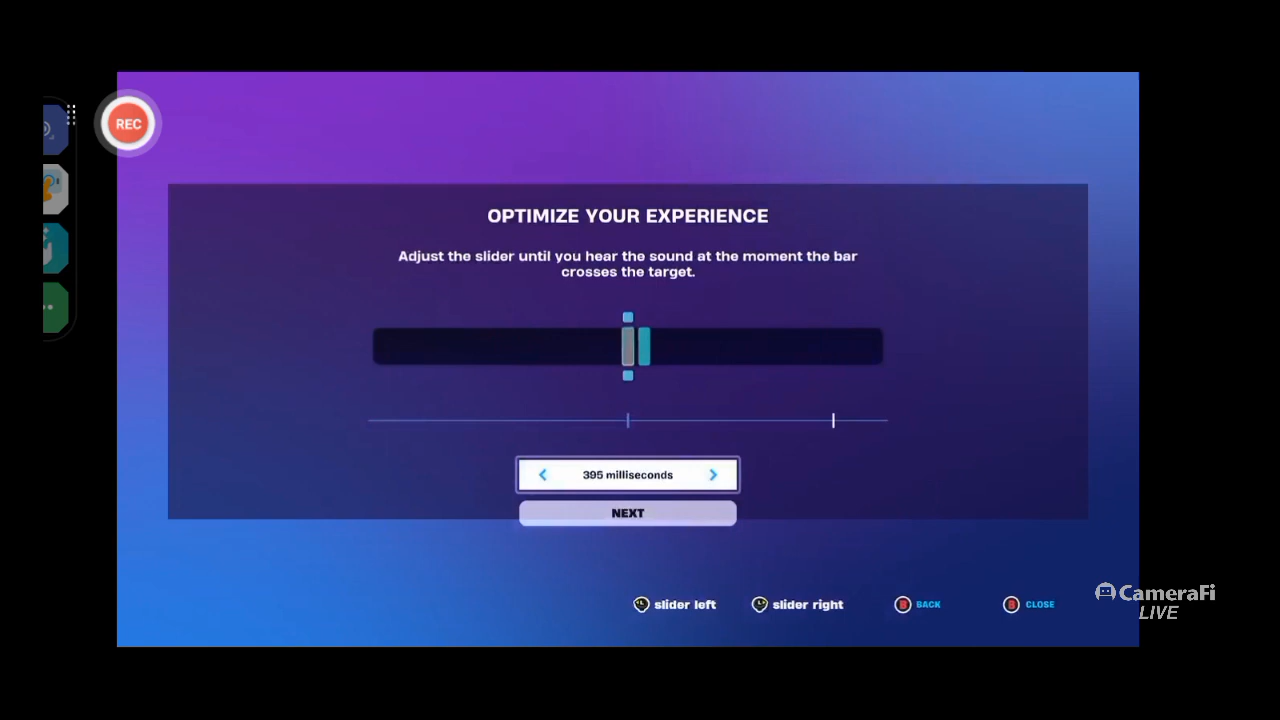 REC
OPTIMIZE YOUR EXPERIENCE
Adjust the slider until you hear the sound at the moment the bar
crosses the target.
395 milliseconds
NEXT
slider left
slider right
B BACK
B CLOSE
CameraFi
LIVE